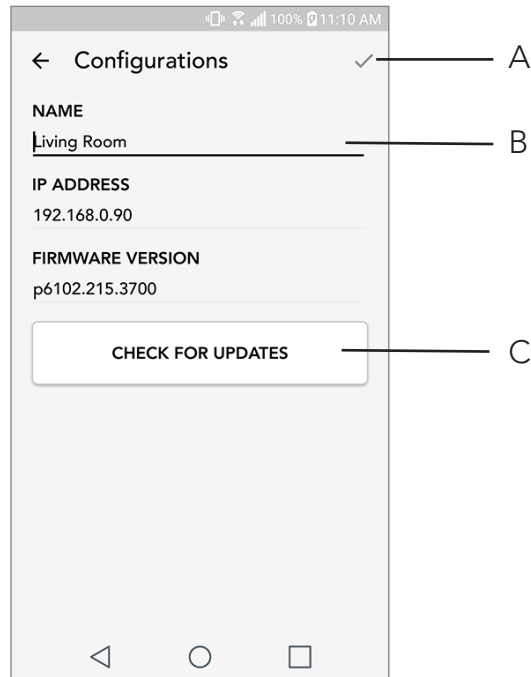 100% 11:10 AM
Configurations
A
NAME
Living Room
B
IP ADDRESS
192.168.0.90
FIRMWARE VERSION
p6102.215.3700
CHECK FOR UPDATES
C